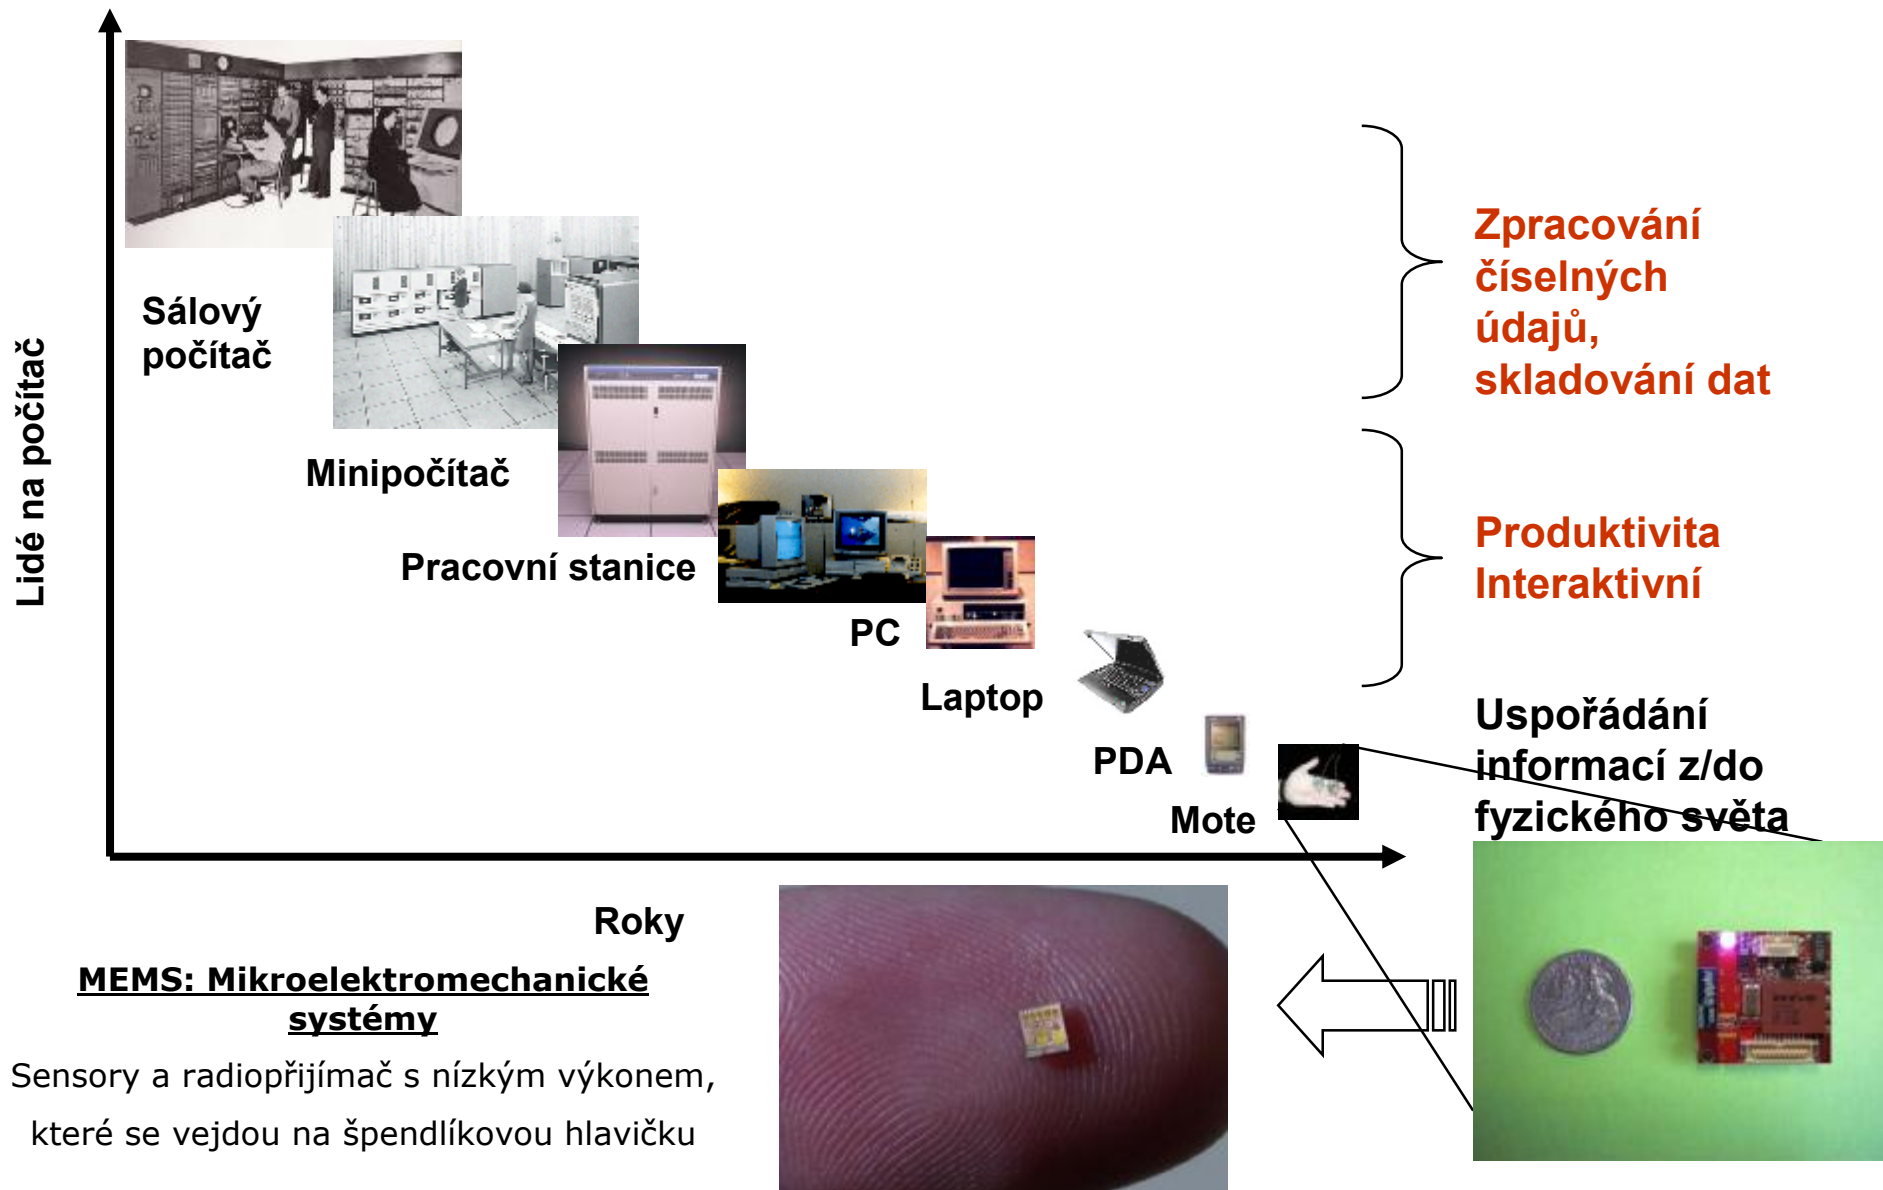 Lidé na počítač
Sálový
počítač
Minipočítač
Pracovní stanice
PC
Laptop
PDA
Mote
Roky
Zpracování
číselných
údajů,
skladování dat
Produktivita
Interaktivní
Uspořádání
informací z/do
fyzického světa
MEMS: Mikroelektromechanické
systémy
Sensory a radiopřijímač s nízkým výkonem,
které se vejdou na špendlíkovou hlavičku